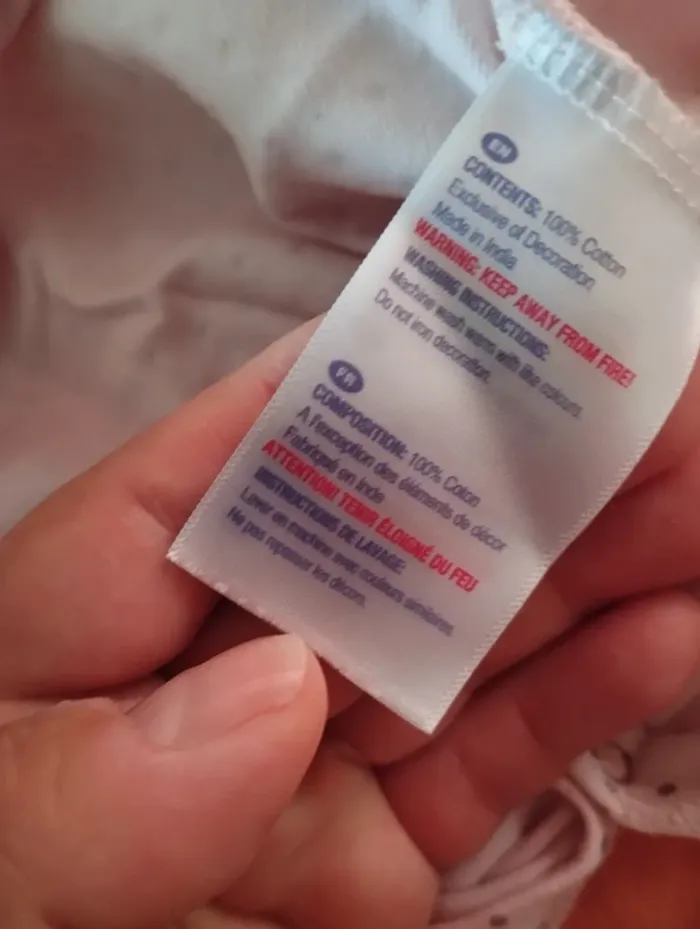 EN
CONTENTS: 100% Cotton
Exclusive of Decoration
Made in India
WARNING: KEEP AWAY FROM FIRE!
WASHING INSTRUCTIONS:
Machine wash warm with like colours.
Do not iron decoration.
FR
COMPOSITION: 100% Coton
A l'exception des éléments de décor
Fabriqué en Inde
ATTENTION! TENIR ÉLOIGNÉ DU FEU
INSTRUCTIONS DE LAVAGE:
Laver en machine avec couleurs similaires.
Ne pas repasser les décors.